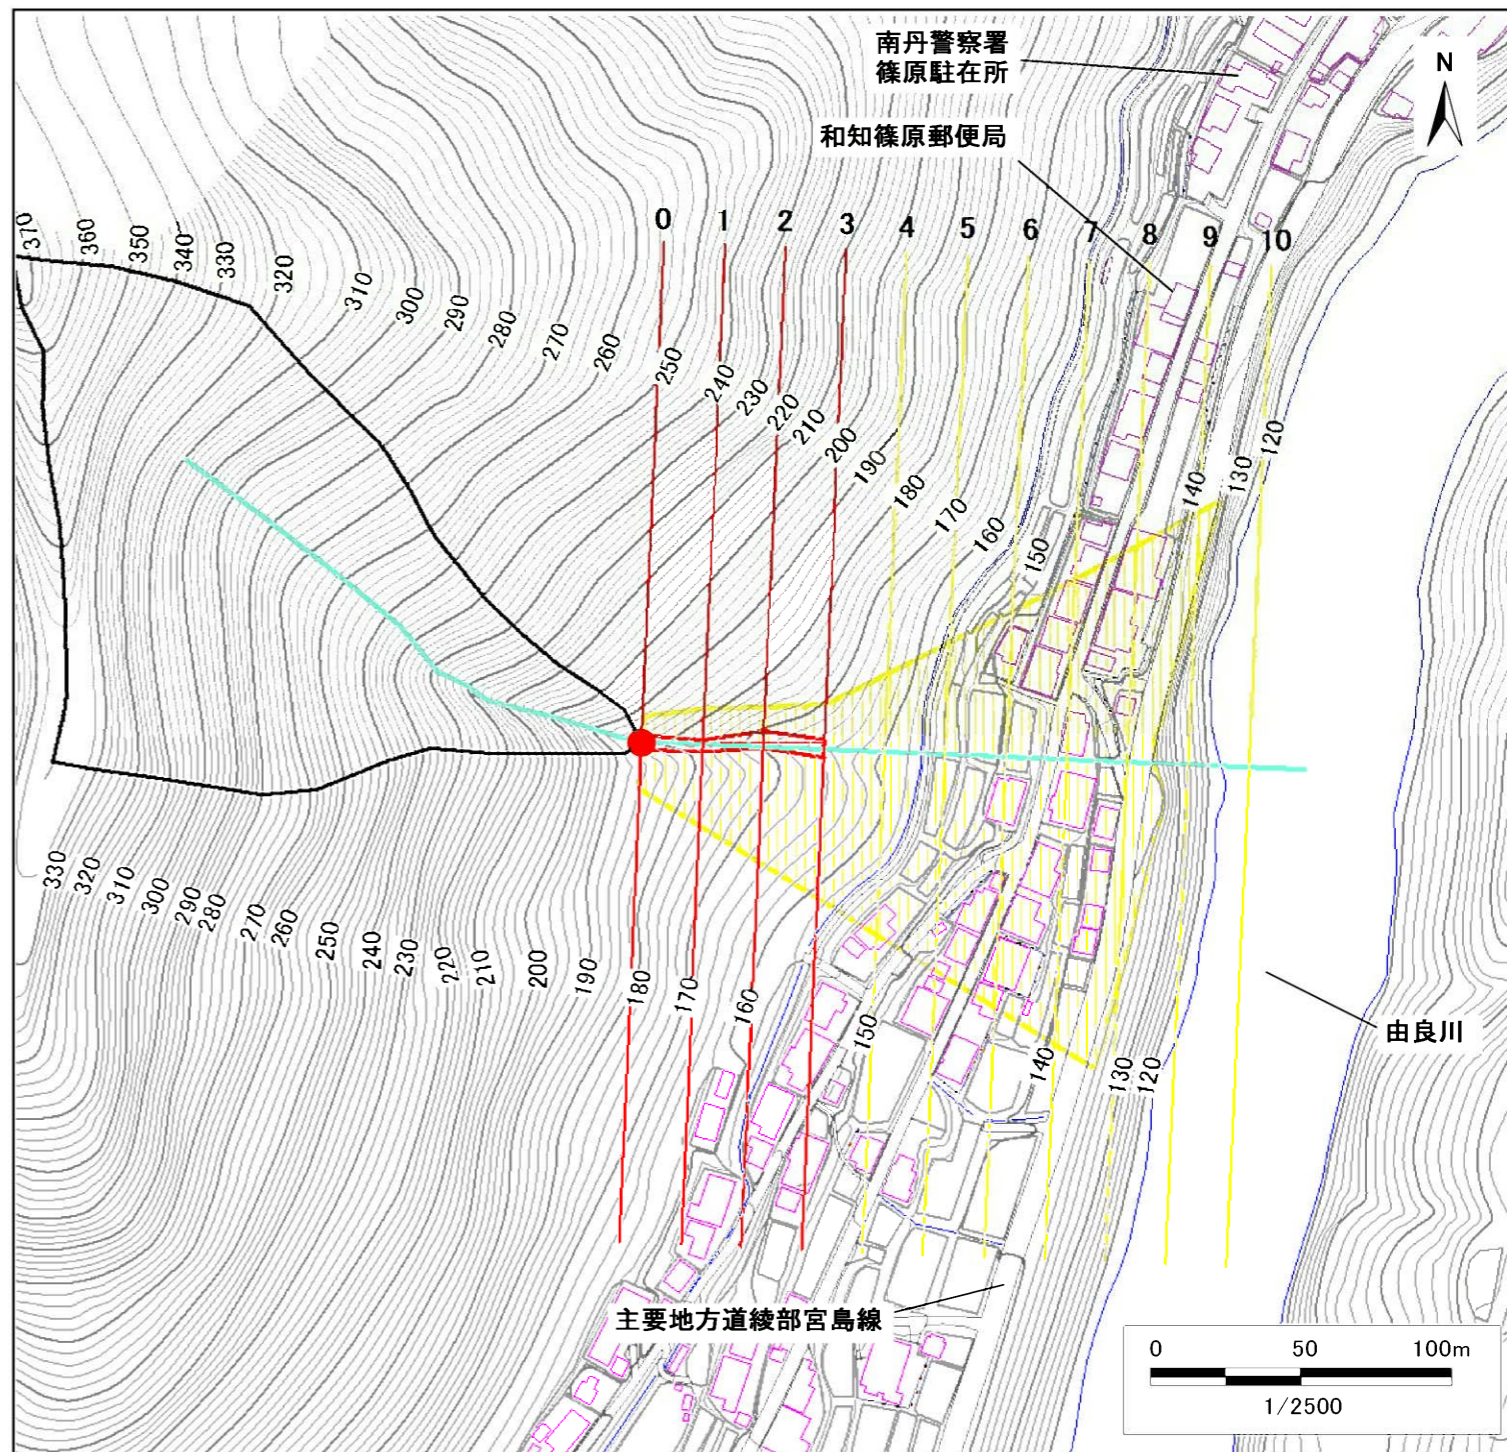 南丹警察署
篠原駐在所
N
和知篠原郵便局
0 1 2 3 4 5 6 7 8 9 10
370 360 350 340 330 320 310 300 290 280 270 260 250 240 230 220 210 200 190 180 170 160 150 140 130 120
330 320 310 300 290 280 270 260 250 240 230 220 210 200 190 180 170 160 150 140 130 120
由良川
主要地方道綾部宮島線
0 50 100m
1/2500